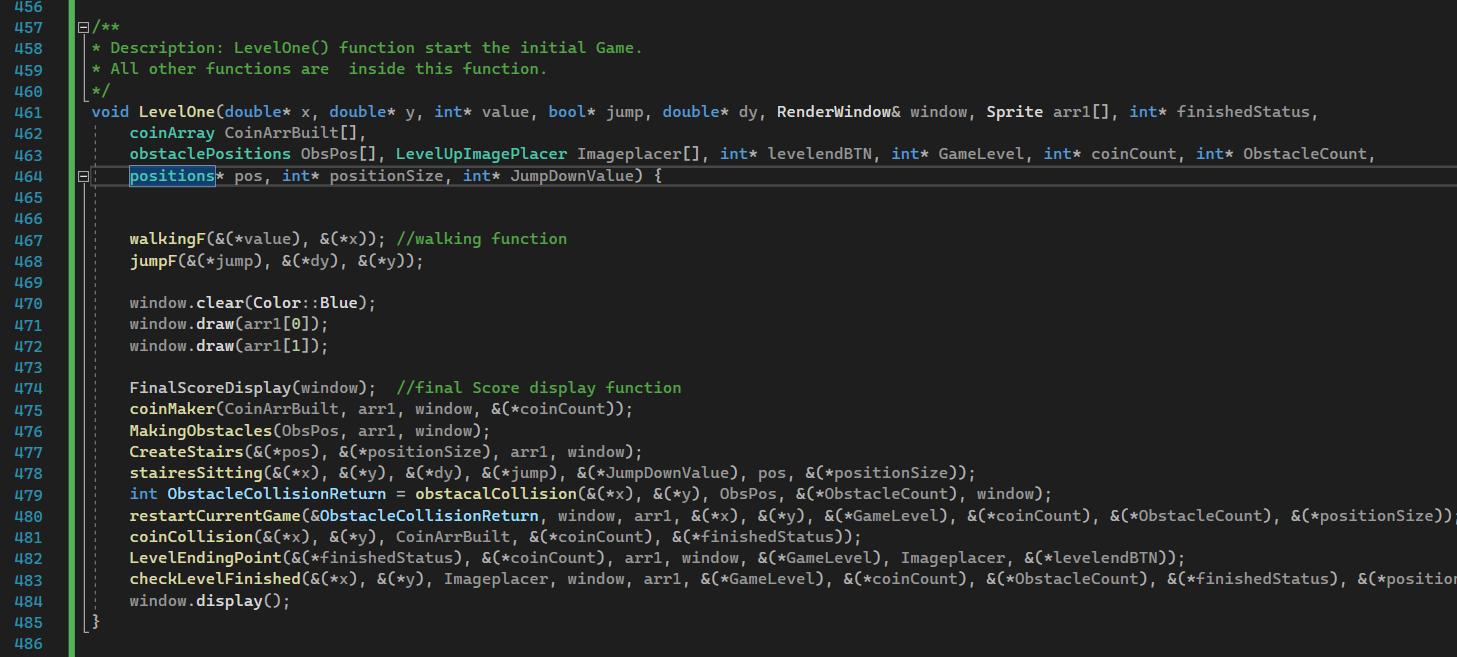 456
457 /**
458 * Description: LevelOne() function start the initial Game.
459 * All other functions are  inside this function.
460 */
461 void LevelOne(double* x, double* y, int* value, bool* jump, double* dy, RenderWindow& window, Sprite arr1[], int* finishedStatus,
462     coinArray CoinArrBuilt[],
463     obstaclePositions ObsPos[], LevelUpImagePlacer Imageplacer[], int* levelendBTN, int* GameLevel, int* coinCount, int* ObstacleCount,
464     positions* pos, int* positionSize, int* JumpDownValue) {
465
466
467     walkingF(&(*value), &(*x)); //walking function
468     jumpF(&(*jump), &(*dy), &(*y));
469
470     window.clear(Color::Blue);
471     window.draw(arr1[0]);
472     window.draw(arr1[1]);
473
474     FinalScoreDisplay(window);  //final Score display function
475     coinMaker(CoinArrBuilt, arr1, window, &(*coinCount));
476     MakingObstacles(ObsPos, arr1, window);
477     CreateStairs(&(*pos), &(*positionSize), arr1, window);
478     stairesSitting(&(*x), &(*y), &(*dy), &(*jump), &(*JumpDownValue), pos, &(*positionSize));
479     int ObstacleCollisionReturn = obstacalCollision(&(*x), &(*y), ObsPos, &(*ObstacleCount), window);
480     restartCurrentGame(&ObstacleCollisionReturn, window, arr1, &(*x), &(*y), &(*GameLevel), &(*coinCount), &(*ObstacleCount), &(*positionSize));
481     coinCollision(&(*x), &(*y), CoinArrBuilt, &(*coinCount), &(*finishedStatus));
482     LevelEndingPoint(&(*finishedStatus), &(*coinCount), arr1, window, &(*GameLevel), Imageplacer, &(*levelendBTN));
483     checkLevelFinished(&(*x), &(*y), Imageplacer, window, arr1, &(*GameLevel), &(*coinCount), &(*ObstacleCount), &(*finishedStatus), &(*position
484     window.display();
485 }
486